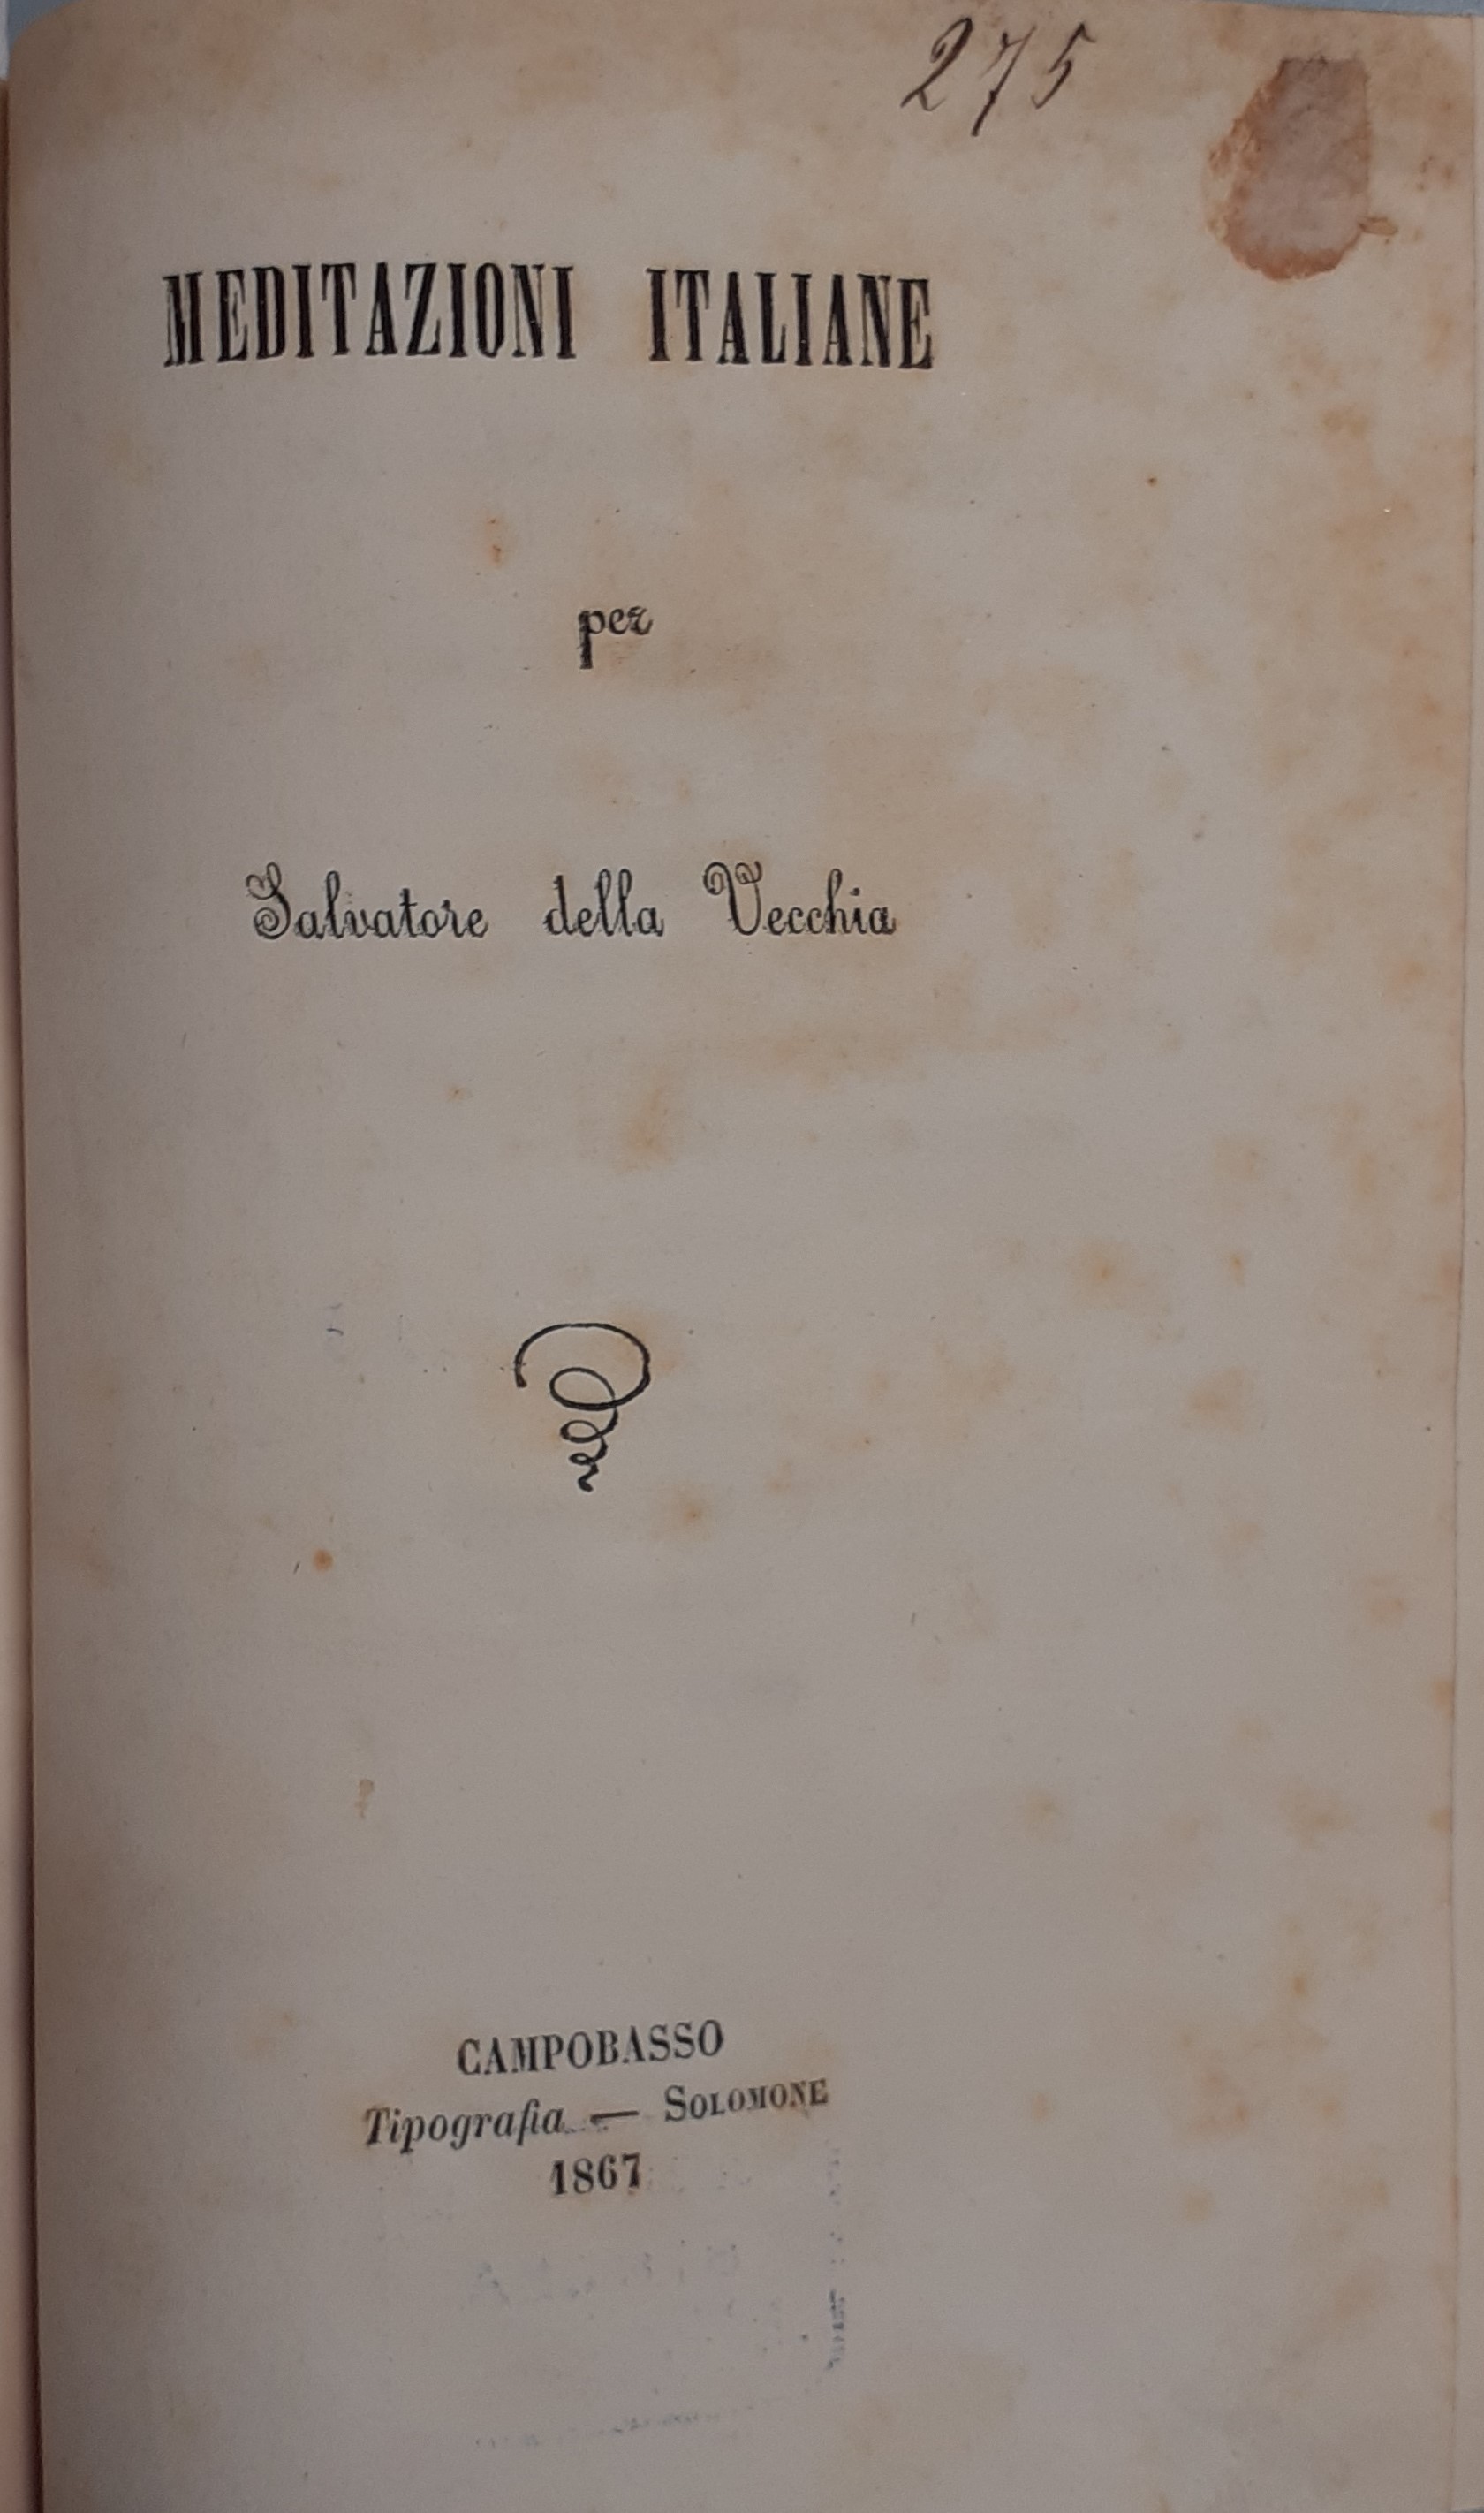 275
MEDITAZIONI ITALIANE
per
Salvatore della Vecchia
CAMPOBASSO
Tipografia — SOLOMONE
1867